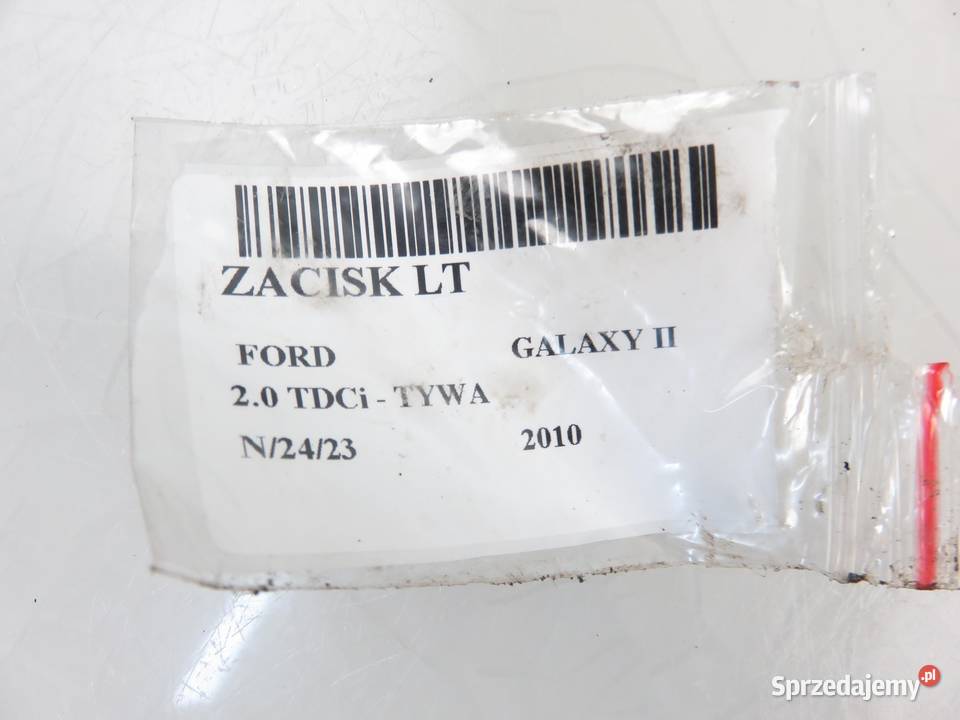 ZACISK LT
FORD GALAXY II
2.0 TDCi - TYWA
N/24/23 2010
Sprzedajemy.pl